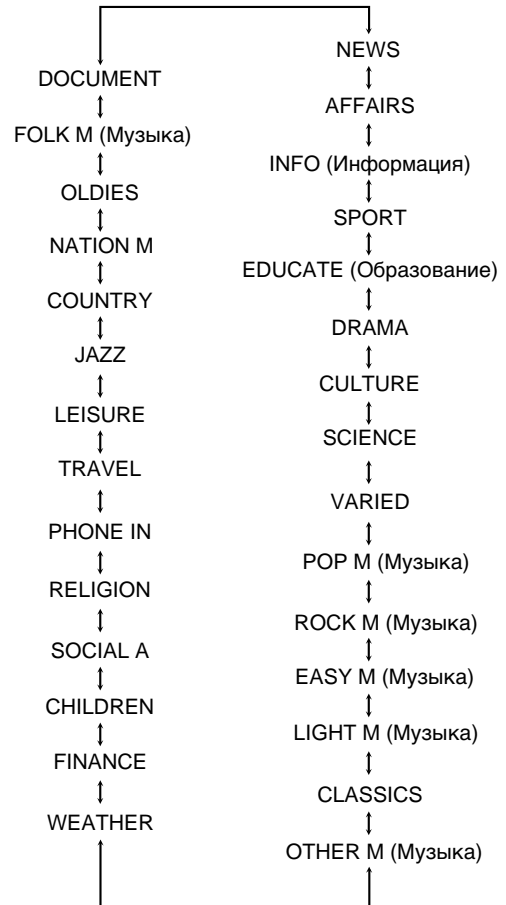 DOCUMENT
FOLK M (Музыка)
OLDIES
NATION M
COUNTRY
JAZZ
LEISURE
TRAVEL
PHONE IN
RELIGION
SOCIAL A
CHILDREN
FINANCE
WEATHER
NEWS
AFFAIRS
INFO (Информация)
SPORT
EDUCATE (Образование)
DRAMA
CULTURE
SCIENCE
VARIED
POP M (Музыка)
ROCK M (Музыка)
EASY M (Музыка)
LIGHT M (Музыка)
CLASSICS
OTHER M (Музыка)